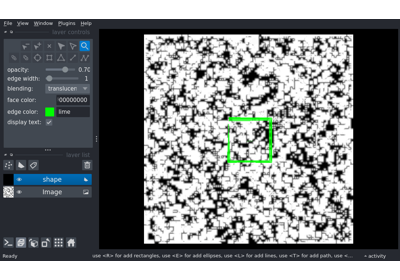 File View Window Plugins Help
layer controls
opacity: 0.70
edge width: 1
blending: translucen
face color: 00000000
edge color: lime
display text:
layer list
shape
Image
Ready use <R> for add rectangles, use <E> for add ellipses, use <L> for add lines, use <T> for add path, use <... activity